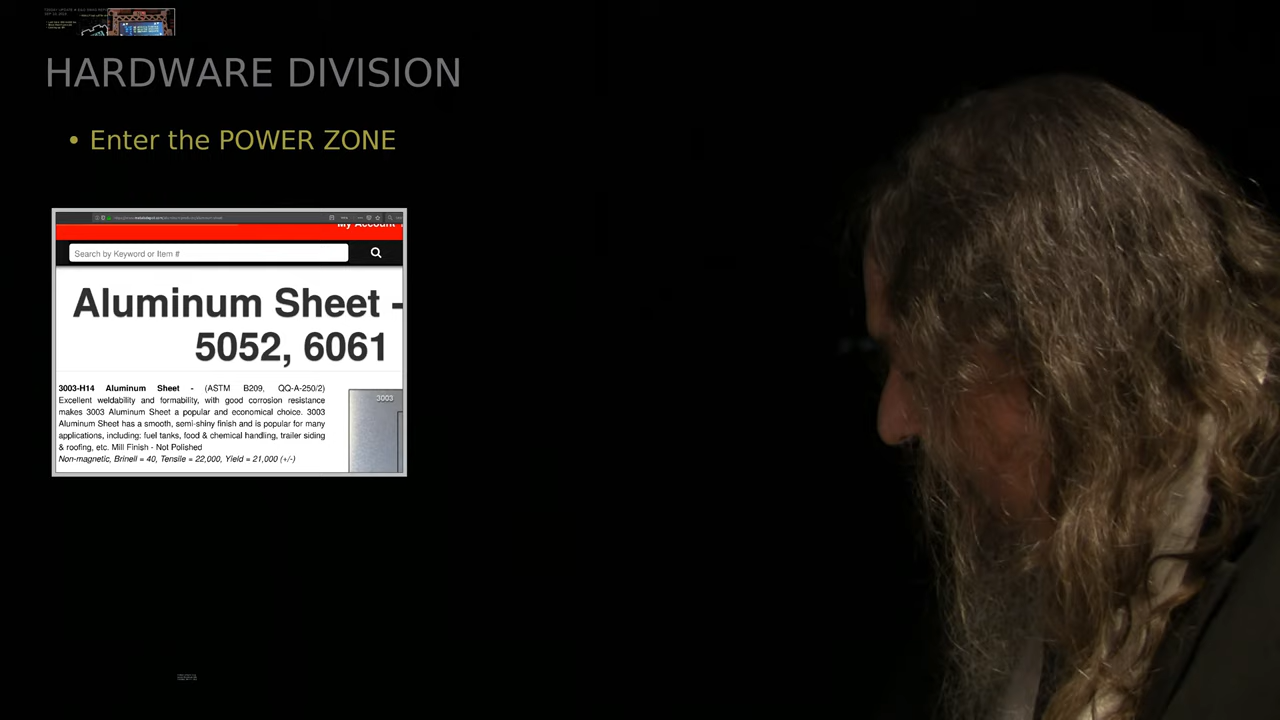 HARDWARE DIVISION
• Enter the POWER ZONE
My Account
Search by Keyword or Item #
Aluminum Sheet -
5052, 6061
3003-H14 Aluminum Sheet - (ASTM B209, QQ-A-250/2)
Excellent weldability and formability, with good corrosion resistance
makes 3003 Aluminum Sheet a popular and economical choice. 3003
Aluminum Sheet has a smooth, semi-shiny finish and is popular for many
applications, including: fuel tanks, food & chemical handling, trailer siding
& roofing, etc. Mill Finish - Not Polished
Non-magnetic, Brinell = 40, Tensile = 22,000, Yield = 21,000 (+/-)
3003